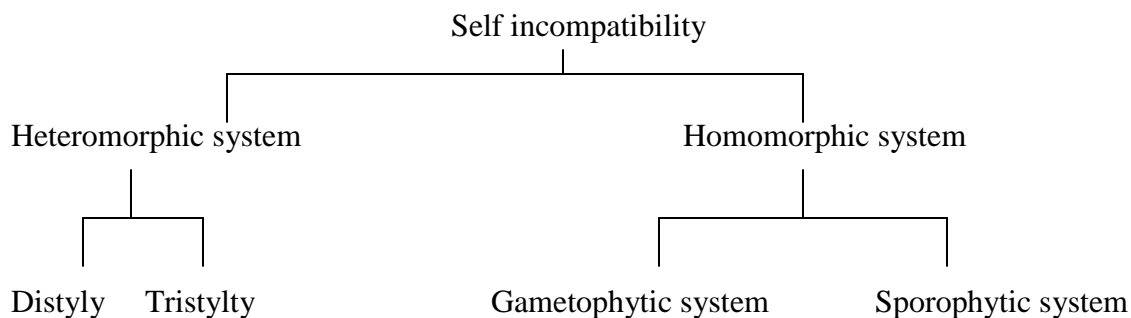 Self incompatibility
Heteromorphic system Homomorphic system
Distyly Tristylty Gametophytic system Sporophytic system